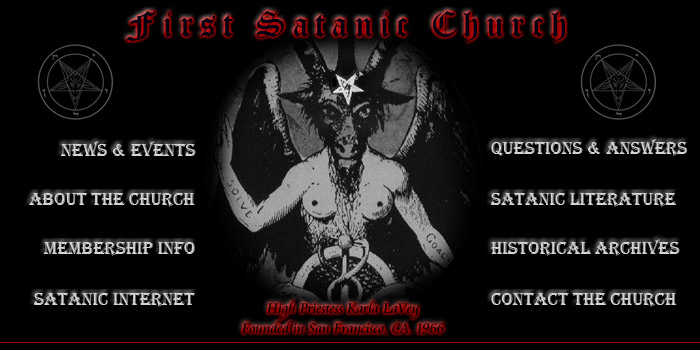 First Satanic Church
NEWS & EVENTS
ABOUT THE CHURCH
MEMBERSHIP INFO
SATANIC INTERNET
SOLVE
QUESTIONS & ANSWERS
SATANIC LITERATURE
HISTORICAL ARCHIVES
CONTACT THE CHURCH
High Priestess Karla LaVey
Founded in San Francisco, CA. 1966